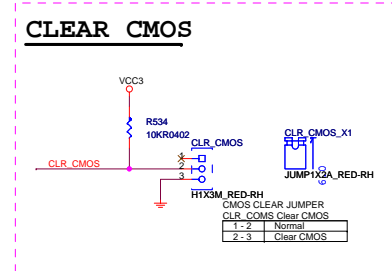 CLEAR CMOS
VCC3
R534
10KR0402
CLR_CMOS
CLR_CMOS
1
2
3
H1X3M_RED-RH
CLR_CMOS_X1
JUMP1X2A_RED-RH
CMOS CLEAR JUMPER
CLR_COMS Clear CMOS
1 - 2 Normal
2 - 3 Clear CMOS